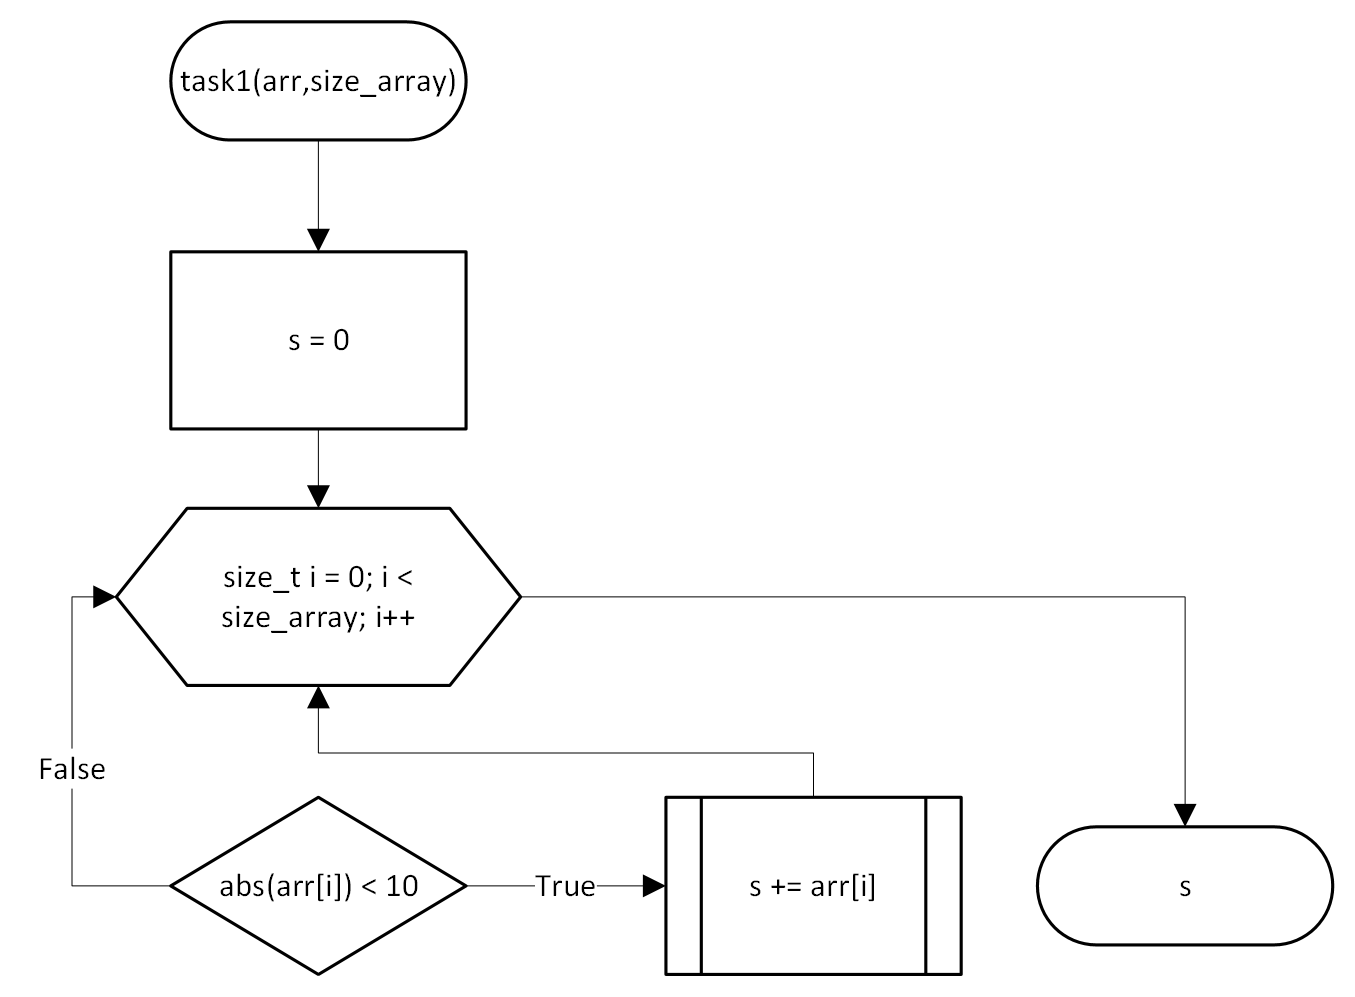 task1(arr,size_array)
s = 0
size_t i = 0; i <
size_array; i++
False
abs(arr[i]) < 10
True
s += arr[i]
s